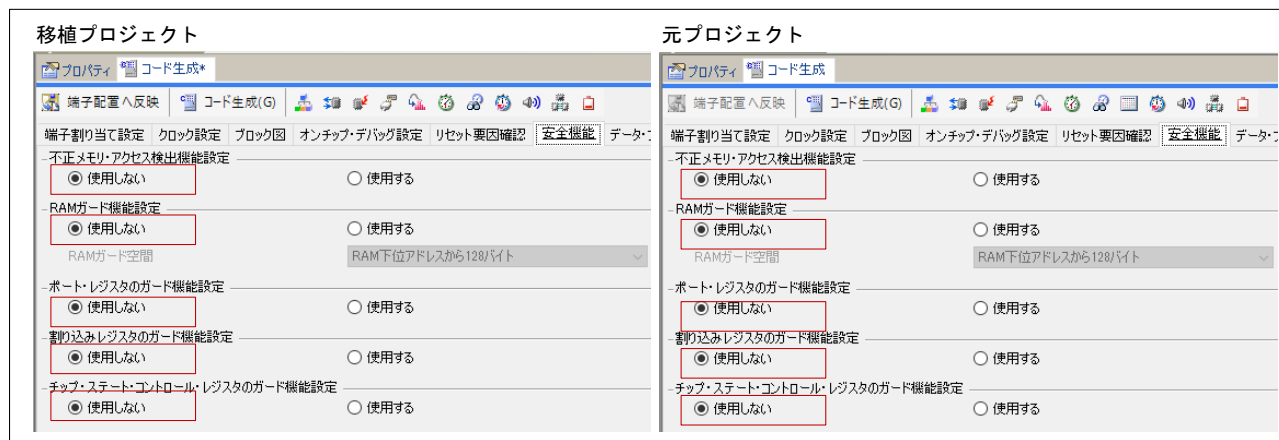 移植プロジェクト
プロパティ コード生成*
端子配置へ反映 コード生成(G)
端子割り当て設定 クロック設定 ブロック図 オンチップ・デバッグ設定 リセット要因確認 安全機能 データ・
不正メモリ・アクセス検出機能設定
使用しない 使用する
RAMガード機能設定
使用しない 使用する
RAMガード空間 RAM下位アドレスから128バイト
ポート・レジスタのガード機能設定
使用しない 使用する
割り込みレジスタのガード機能設定
使用しない 使用する
チップ・ステート・コントロール・レジスタのガード機能設定
使用しない 使用する
元プロジェクト
プロパティ コード生成
端子配置へ反映 コード生成(G)
端子割り当て設定 クロック設定 ブロック図 オンチップ・デバッグ設定 リセット要因確認 安全機能 データ・
不正メモリ・アクセス検出機能設定
使用しない 使用する
RAMガード機能設定
使用しない 使用する
RAMガード空間 RAM下位アドレスから128バイト
ポート・レジスタのガード機能設定
使用しない 使用する
割り込みレジスタのガード機能設定
使用しない 使用する
チップ・ステート・コントロール・レジスタのガード機能設定
使用しない 使用する